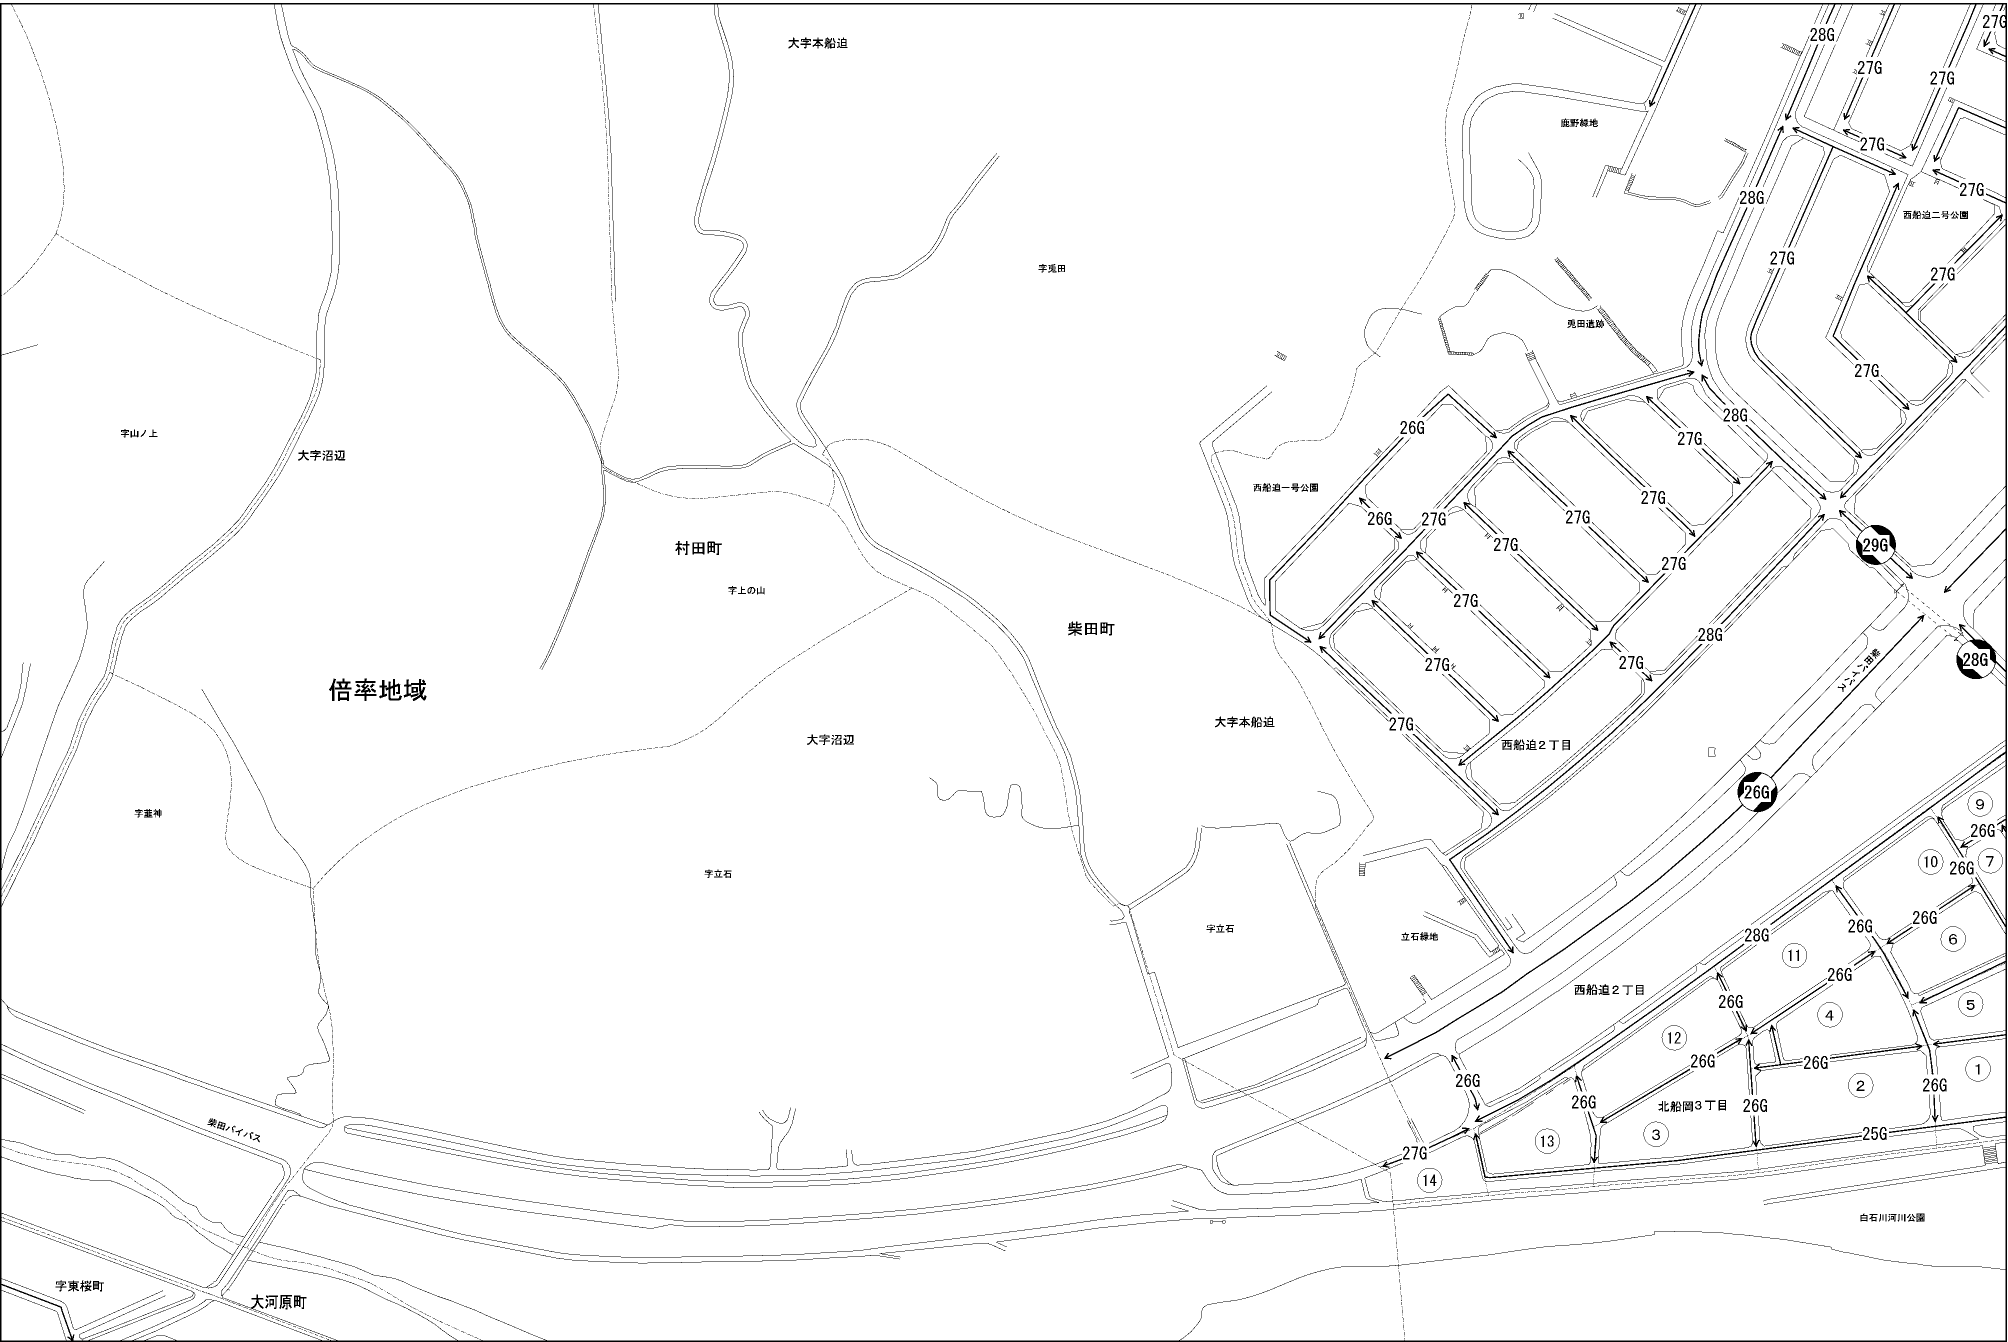 27G
28G
大字本船迫
27G
27G
鹿野緑地
27G
27G
28G
西船迫二号公園
27G
字兎田
27G
兎田遺跡
27G
28G
26G
字山ノ上
27G
大字沼辺
西船迫一号公園
27G
26G
27G
27G
27G
29G
村田町
27G
字上の山
27G
柴田町
28G
27G
27G
28G
柴田バイパス
倍率地域
大字本船迫
27G
大字沼辺
西船迫2丁目
26G
9
字韮神
26G
10
7
26G
字立石
26G
字立石
26G
立石緑地
28G
6
11
26G
西船迫2丁目
26G
5
4
12
26G
26G
1
26G
2
26G
26G
26G
北船岡3丁目
柴田バイパス
13
3
25G
27G
14
白石川河川公園
字東桜町
大河原町